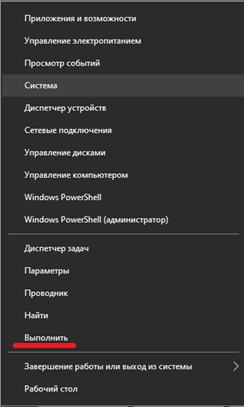 Приложения и возможности
Управление электропитанием
Просмотр событий
Система
Диспетчер устройств
Сетевые подключения
Управление дисками
Управление компьютером
Windows PowerShell
Windows PowerShell (администратор)
Диспетчер задач
Параметры
Проводник
Найти
Выполнить
Завершение работы или выход из системы
Рабочий стол